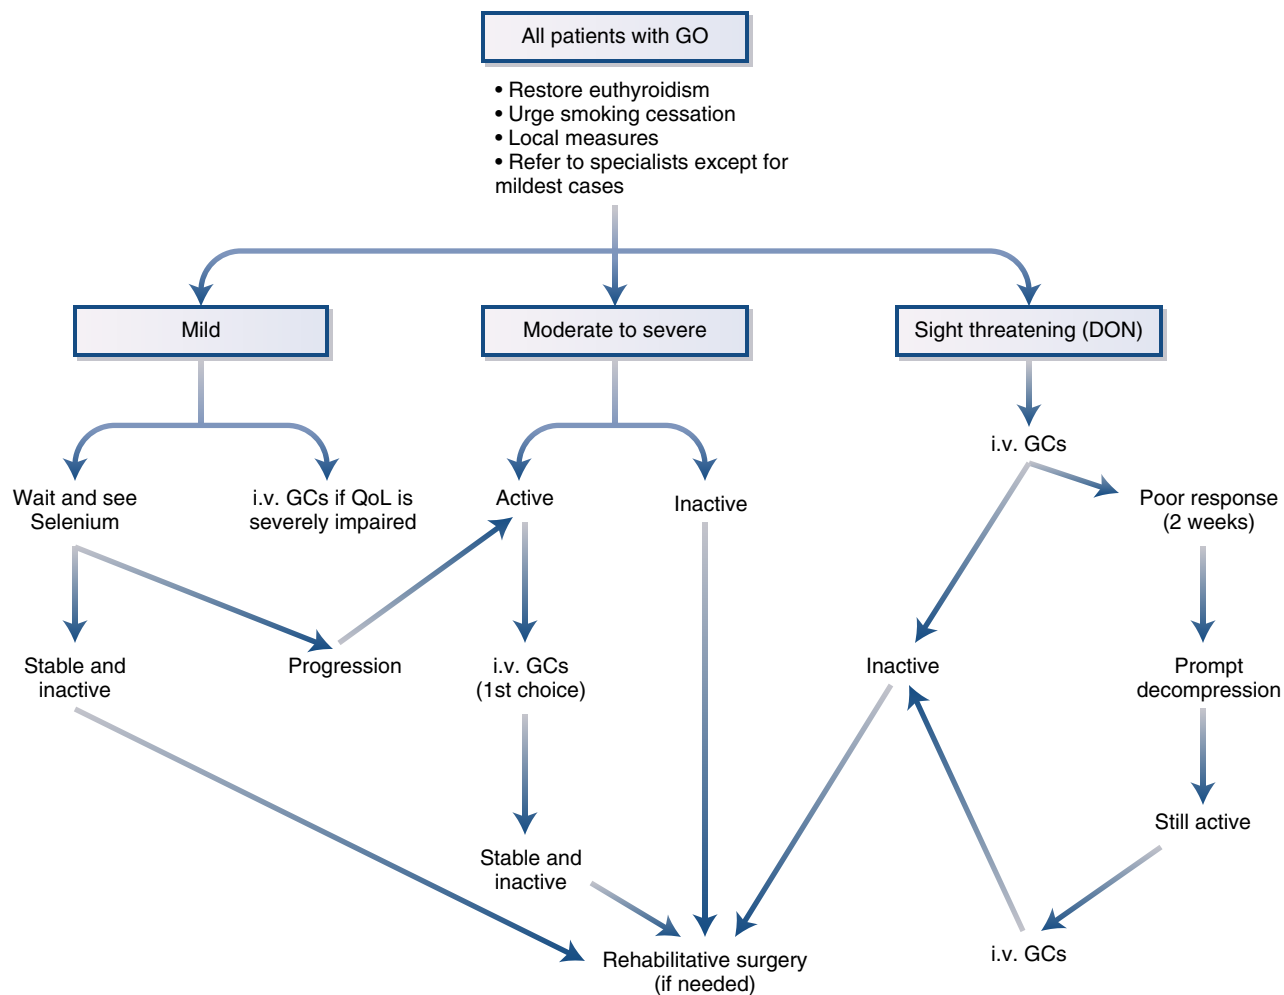 All patients with GO
• Restore euthyroidism
• Urge smoking cessation
• Local measures
• Refer to specialists except for
mildest cases
Mild
Moderate to severe
Sight threatening (DON)
i.v. GCs
Wait and see
Selenium
i.v. GCs if QoL is
severely impaired
Active
Inactive
Poor response
(2 weeks)
Stable and
inactive
Progression
i.v. GCs
(1st choice)
Inactive
Prompt
decompression
Still active
Stable and
inactive
Rehabilitative surgery
(if needed)
i.v. GCs